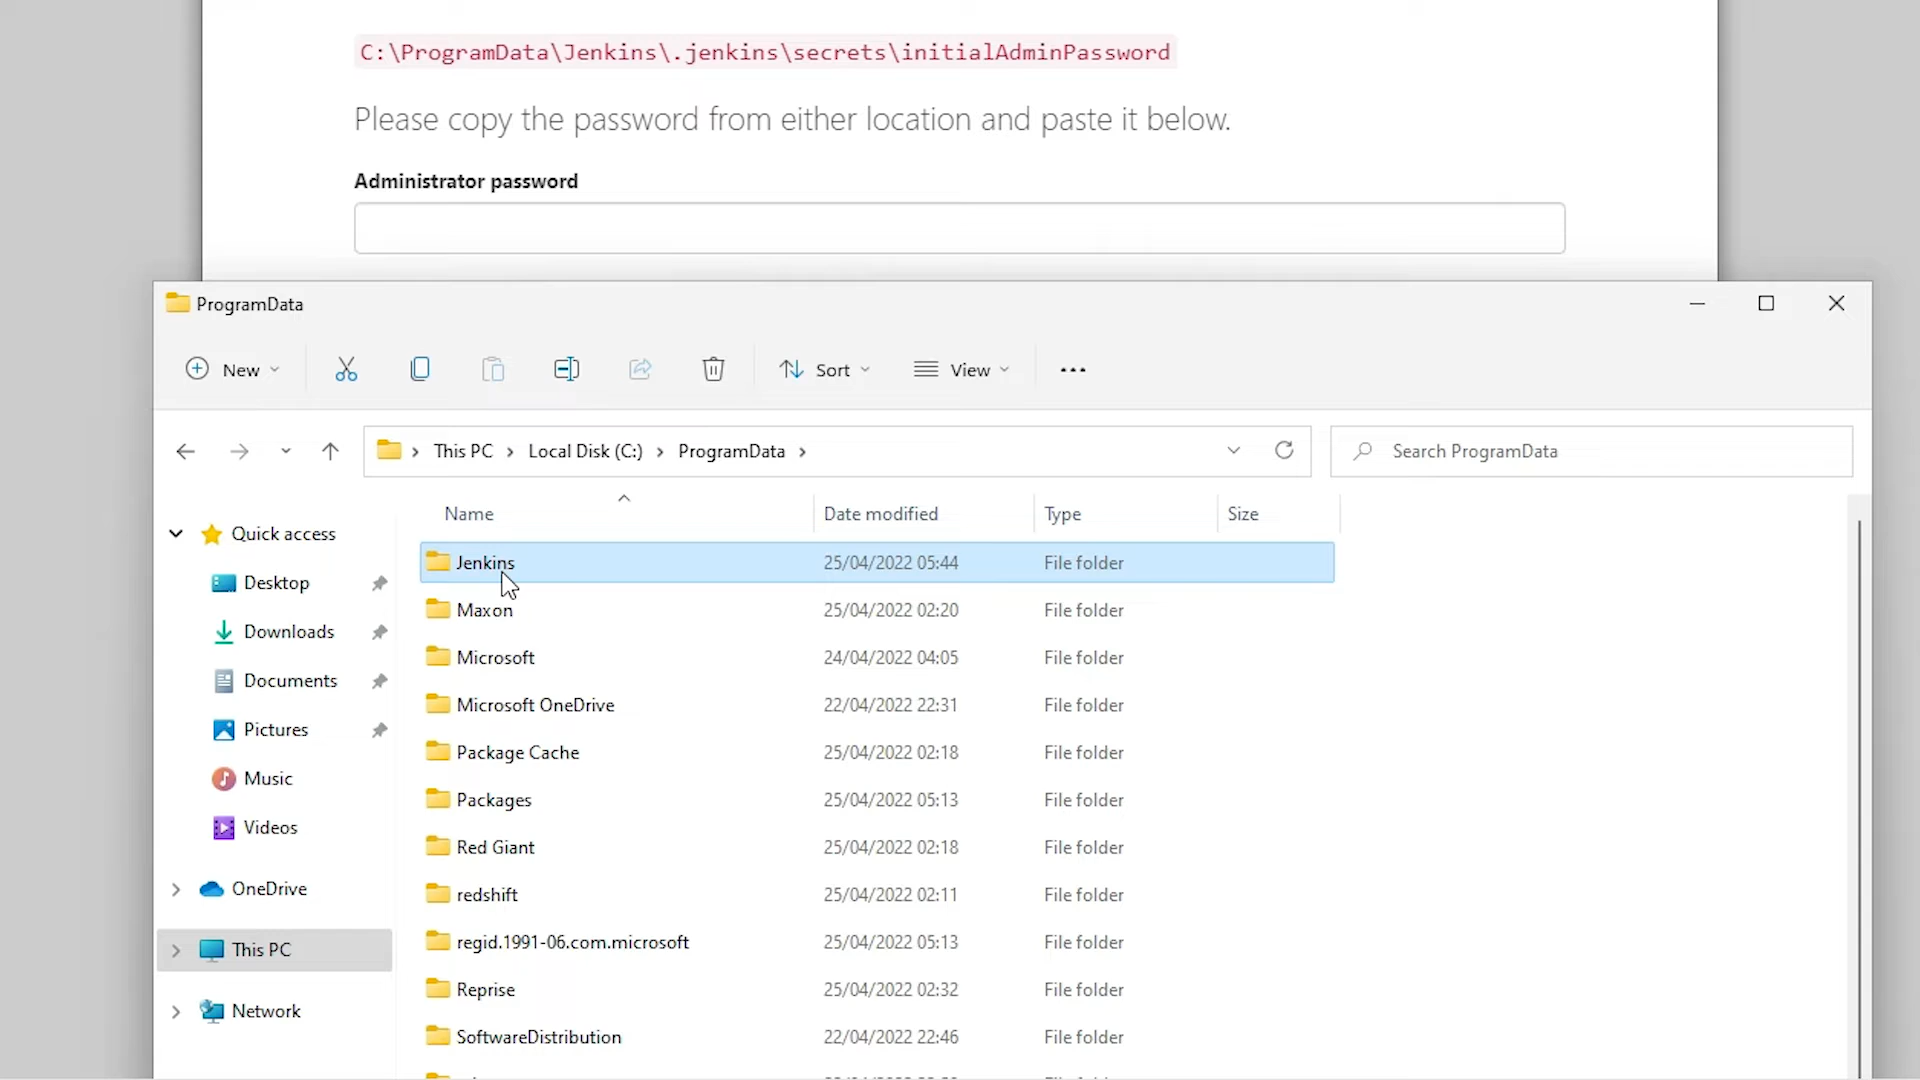 C:\ProgramData\Jenkins\.jenkins\secrets\initialAdminPassword
Please copy the password from either location and paste it below.
Administrator password
ProgramData
New
Sort
View
This PC
Local Disk (C:)
ProgramData
Search ProgramData
Name
Date modified
Type
Size
Quick access
Desktop
Downloads
Documents
Pictures
Music
Videos
OneDrive
This PC
Network
Jenkins 25/04/2022 05:44 File folder
Maxon 25/04/2022 02:20 File folder
Microsoft 24/04/2022 04:05 File folder
Microsoft OneDrive 22/04/2022 22:31 File folder
Package Cache 25/04/2022 02:18 File folder
Packages 25/04/2022 05:13 File folder
Red Giant 25/04/2022 02:18 File folder
redshift 25/04/2022 02:11 File folder
regid.1991-06.com.microsoft 25/04/2022 05:13 File folder
Reprise 25/04/2022 02:32 File folder
SoftwareDistribution 22/04/2022 22:46 File folder